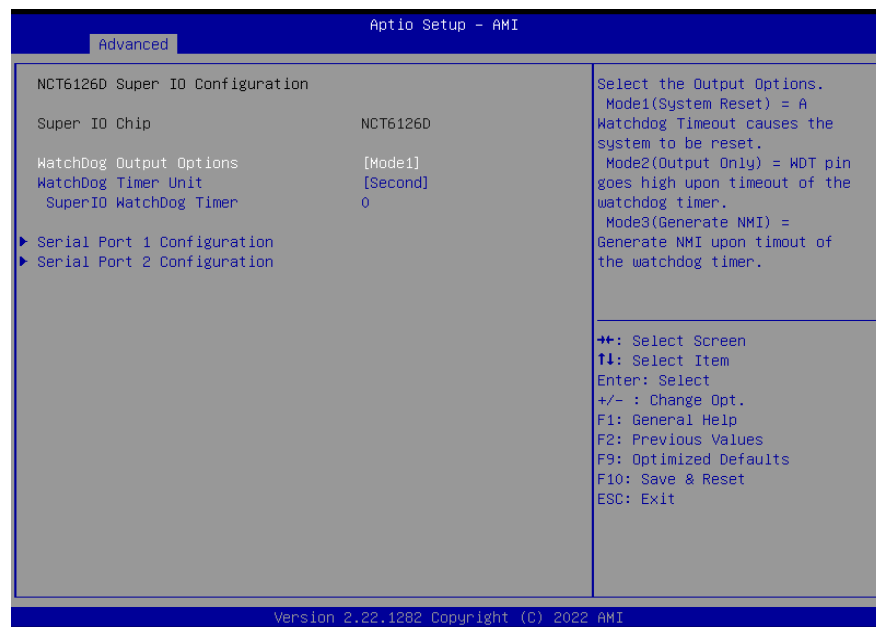 Aptio Setup – AMI
Advanced
NCT6126D Super IO Configuration
Super IO Chip NCT6126D
WatchDog Output Options [Mode1]
WatchDog Timer Unit [Second]
SuperIO WatchDog Timer 0
Serial Port 1 Configuration
Serial Port 2 Configuration
Select the Output Options.
Mode1(System Reset) = A
Watchdog Timeout causes the
system to be reset.
Mode2(Output Only) = WDT pin
goes high upon timeout of the
watchdog timer.
Mode3(Generate NMI) =
Generate NMI upon timout of
the watchdog timer.
→←: Select Screen
↑↓: Select Item
Enter: Select
+/- : Change Opt.
F1: General Help
F2: Previous Values
F9: Optimized Defaults
F10: Save & Reset
ESC: Exit
Version 2.22.1282 Copyright (C) 2022 AMI